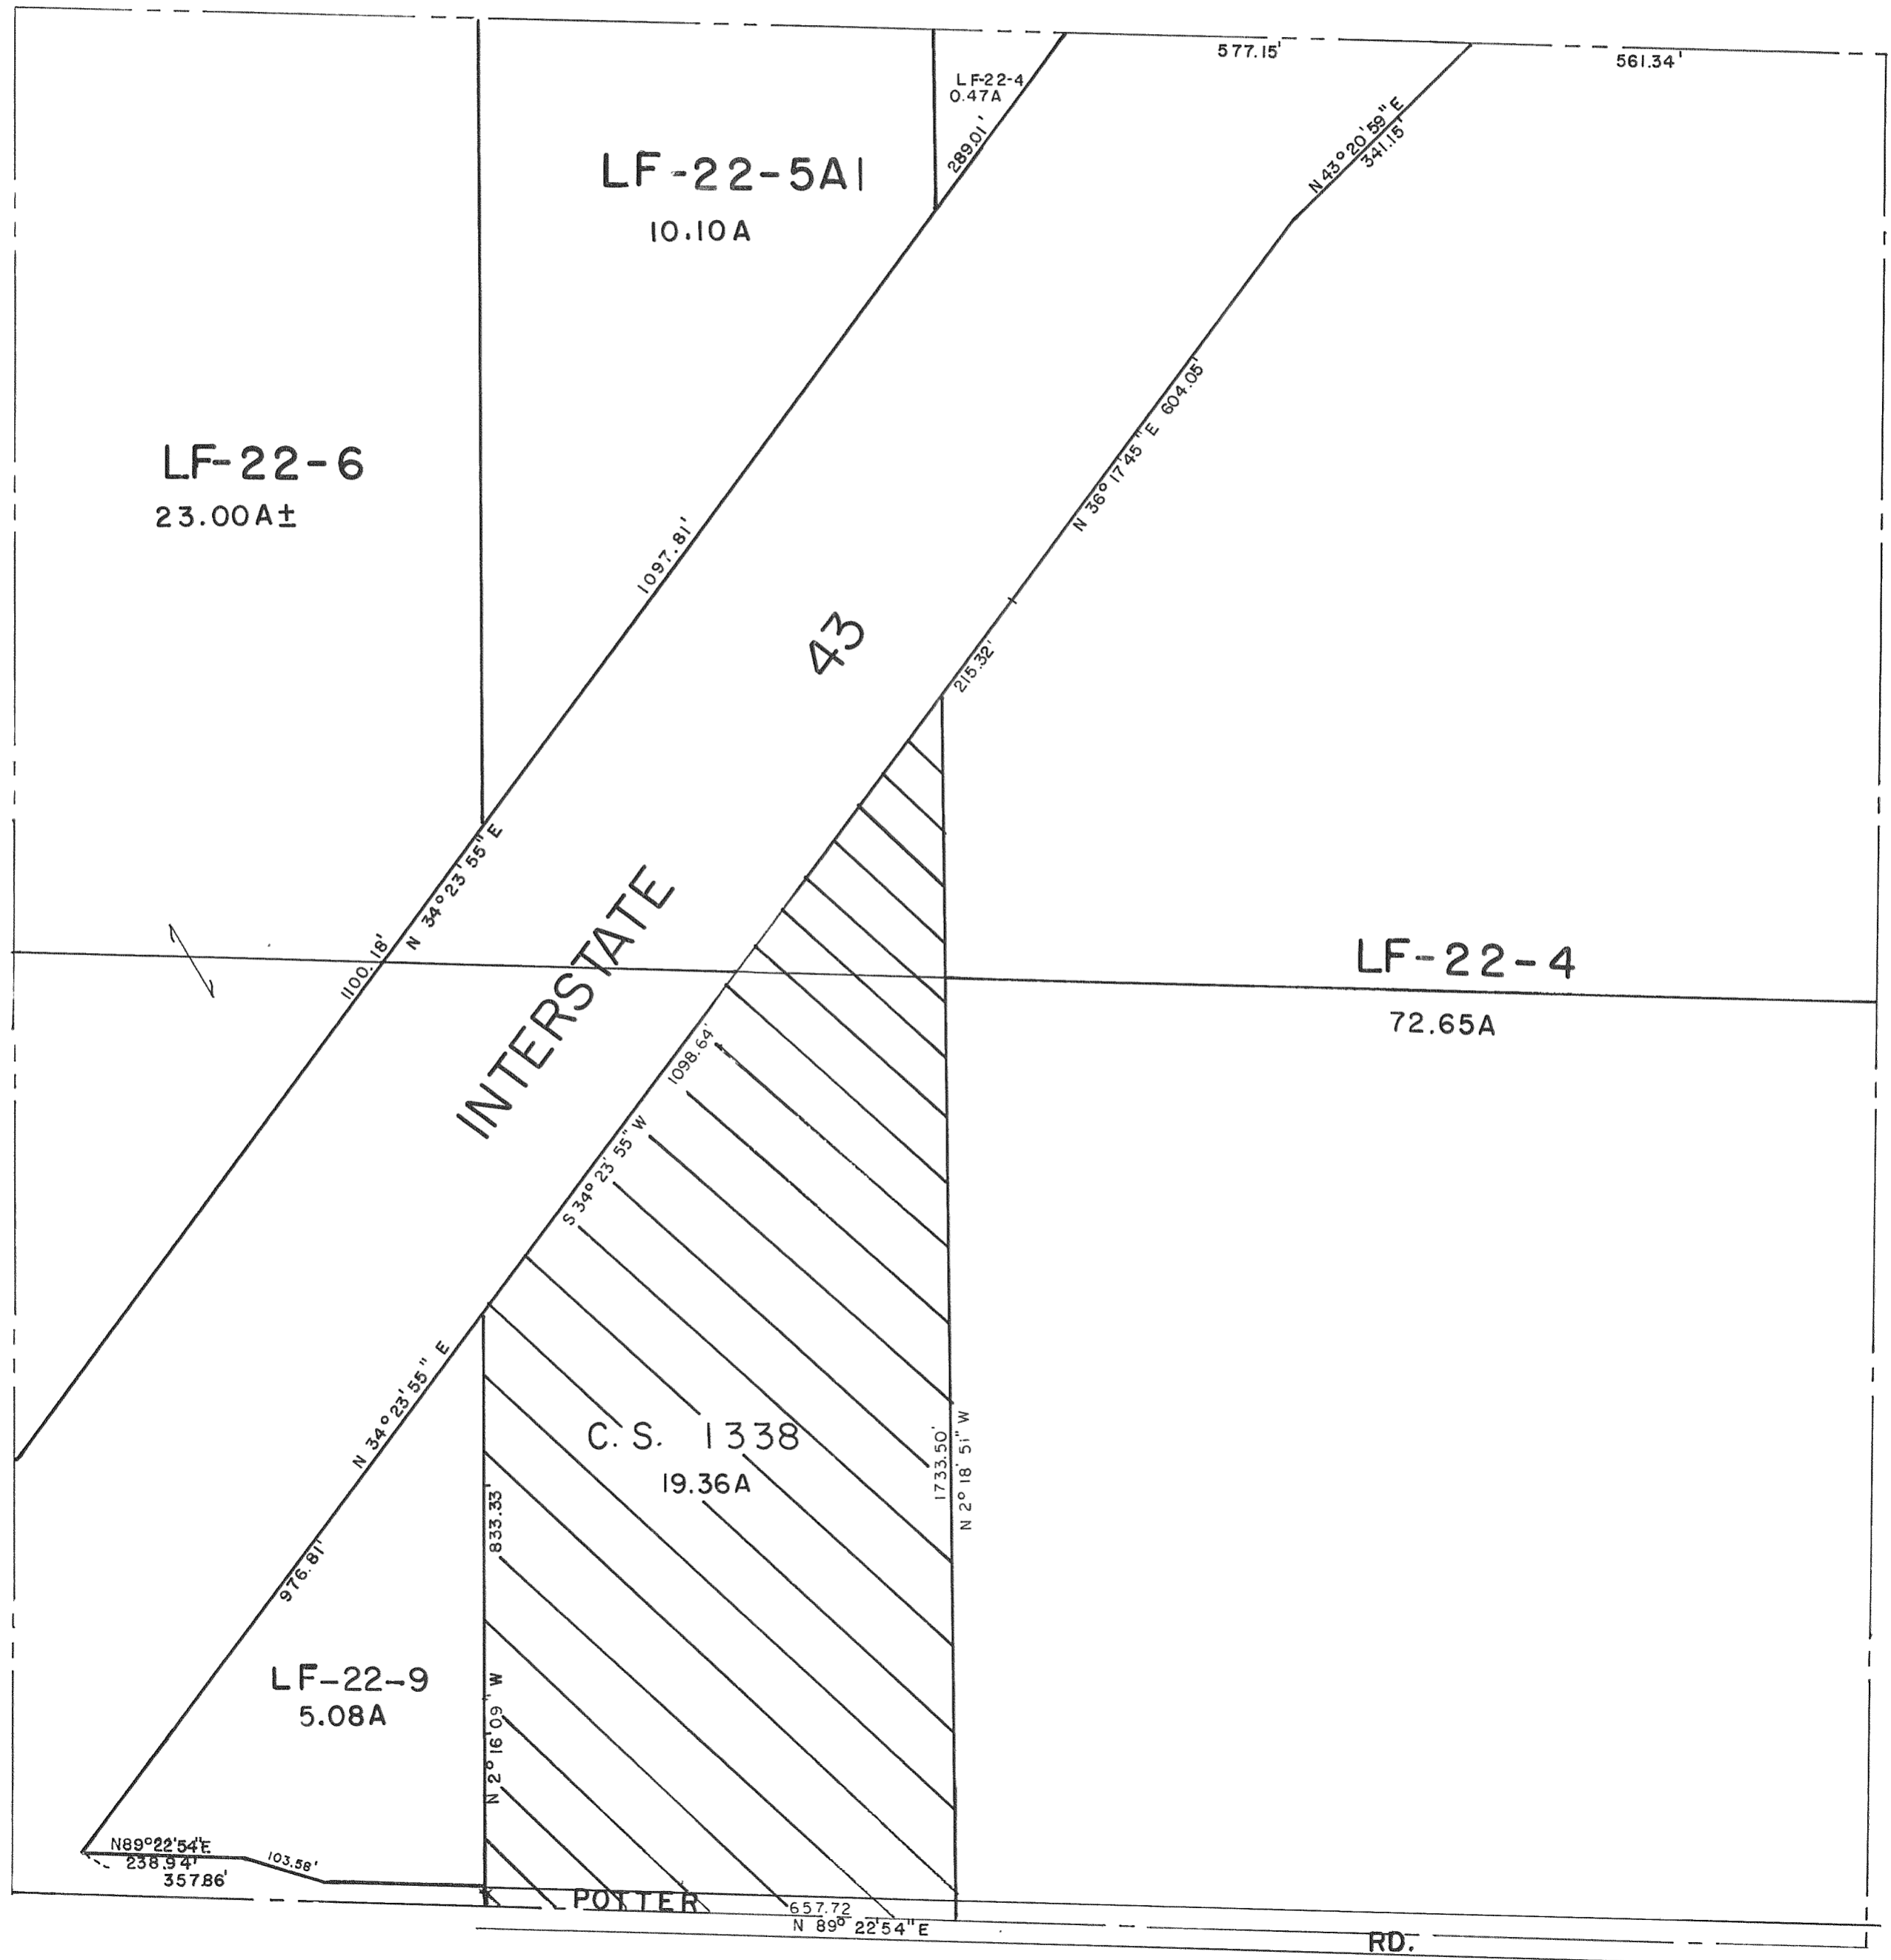 577.15'
561.34'
LF-22-4
0.47A
289.01'
N 43° 20' 59" E
341.15'
LF-22-5A1
10.10A
N 36° 17' 45" E 604.05'
LF-22-6
23.00A±
1097.81'
43
215.32'
N 34° 23' 55" E
1100.18'
INTERSTATE
LF-22-4
72.65A
1098.64'
S 34° 23' 55" W
N 34° 23' 55" E
C. S. 1338
19.36A
1733.50'
N 2° 18' 51" W
833.33'
976.81'
LF-22-9
5.08A
N 2° 16' 09" W
N89°22'54"E
238.94'
103.58'
357.86'
POTTER
657.72
N 89° 22'54" E
RD.